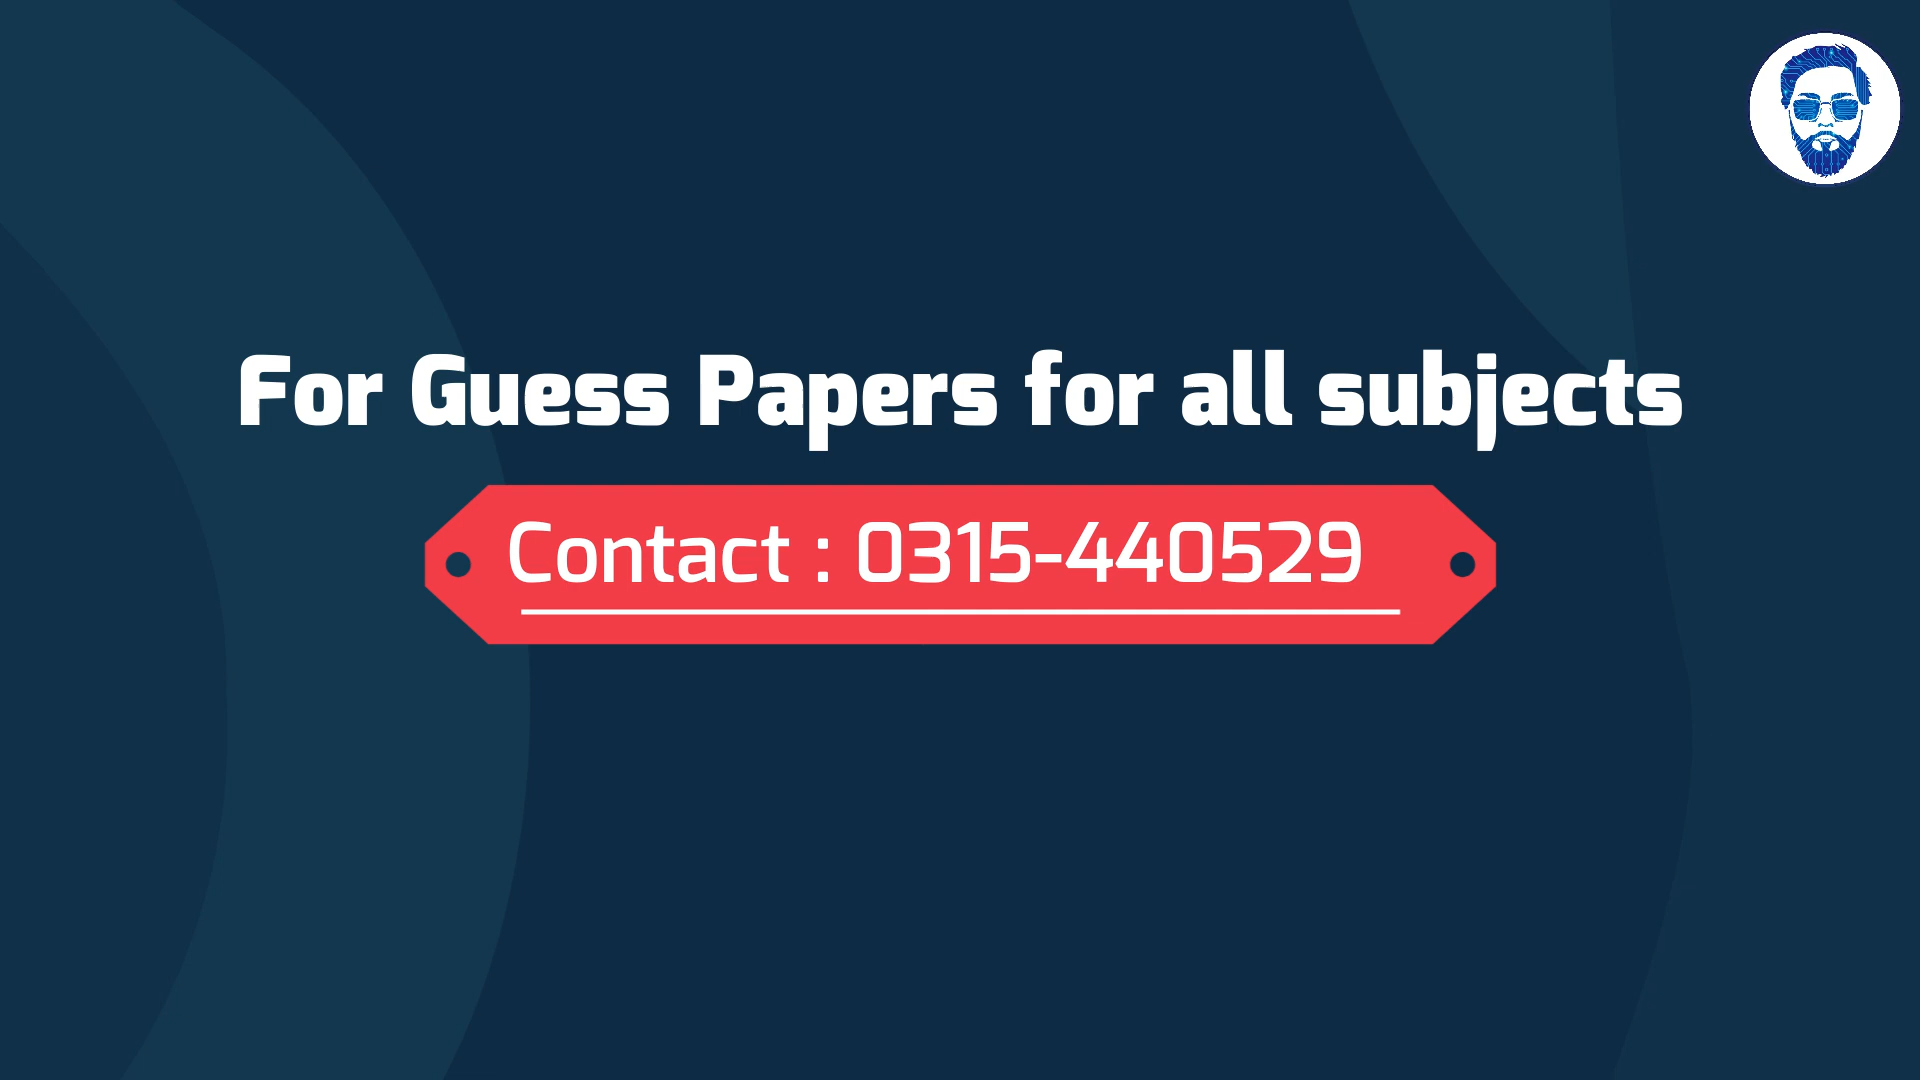 For Guess Papers for all subjects
Contact : 0315-440529